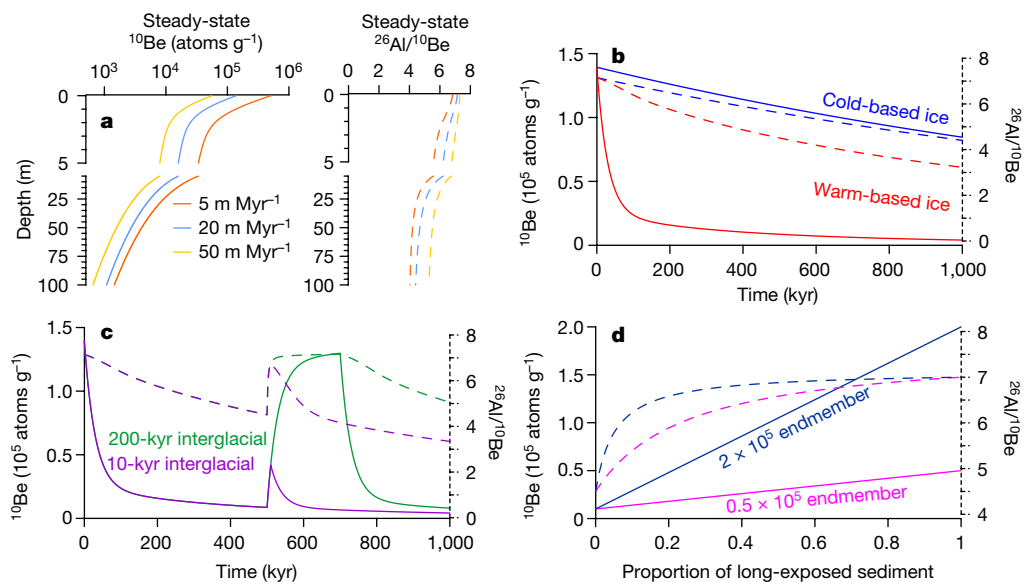 Steady-state
¹⁰Be (atoms g⁻¹)
10³ 10⁴ 10⁵ 10⁶
Steady-state
²⁶Al/¹⁰Be
0 2 4 6 8
a
0
5
25
50
75
100
Depth (m)
5 m Myr⁻¹
20 m Myr⁻¹
50 m Myr⁻¹
0
5
25
50
75
100
b
1.5
1.0
0.5
0
¹⁰Be (10⁵ atoms g⁻¹)
Cold-based ice
Warm-based ice
8
6
4
2
0
²⁶Al/¹⁰Be
0 200 400 600 800 1,000
Time (kyr)
c
1.5
1.0
0.5
0
¹⁰Be (10⁵ atoms g⁻¹)
200-kyr interglacial
10-kyr interglacial
8
6
4
2
0
²⁶Al/¹⁰Be
0 200 400 600 800 1,000
Time (kyr)
d
2.0
1.5
1.0
0.5
0
¹⁰Be (10⁵ atoms g⁻¹)
2 × 10⁵ endmember
0.5 × 10⁵ endmember
8
7
6
5
4
²⁶Al/¹⁰Be
0 0.2 0.4 0.6 0.8 1
Proportion of long-exposed sediment